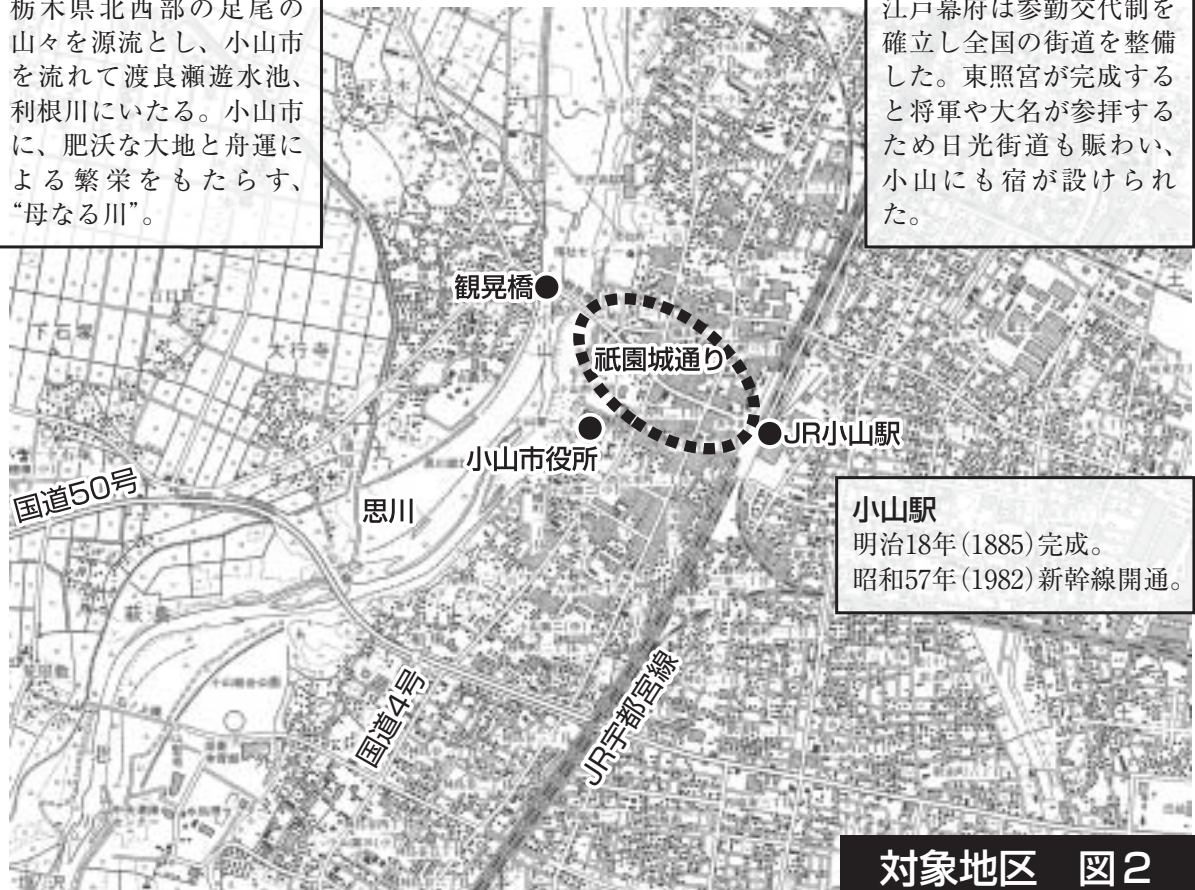 栃木県北西部の足尾の
山々を源流とし、小山市
を流れて渡良瀬遊水池、
利根川にいたる。小山市
に、肥沃な大地と舟運に
よる繁栄をもたらす、
“母なる川”。
江戸幕府は参勤交代制を
確立し全国の街道を整備
した。東照宮が完成する
と将軍や大名が参拝する
ため日光街道も賑わい、
小山にも宿が設けられ
た。
観晃橋
下石塚
大行寺
祇園城通り
JR小山駅
小山市役所
国道50号
思川
小山駅
明治18年(1885)完成。
昭和57年(1982)新幹線開通。
国道4号
JR宇都宮線
対象地区 図2